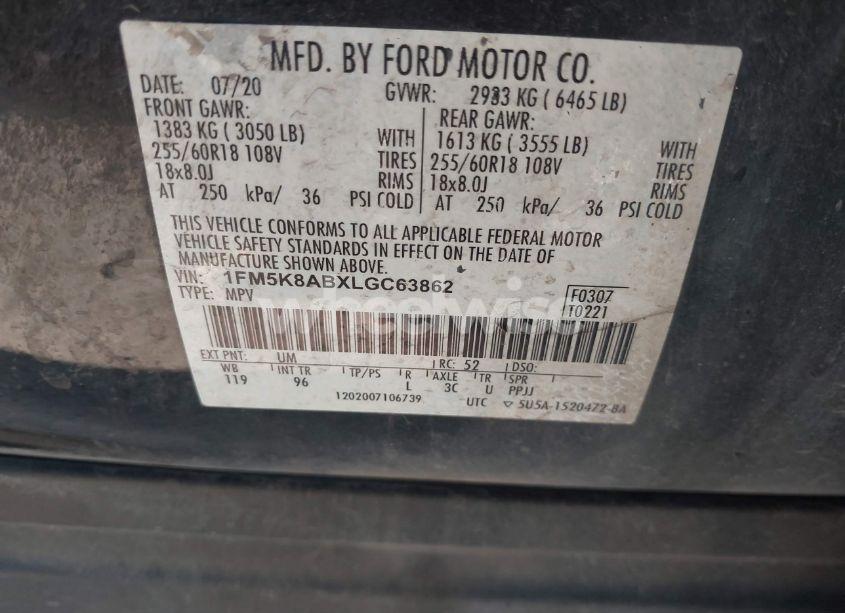 MFD. BY FORD MOTOR CO.
DATE: 07/20 GVWR: 2933 KG ( 6465 LB)
FRONT GAWR: REAR GAWR:
1383 KG ( 3050 LB) WITH 1613 KG ( 3555 LB) WITH
255/60R18 108V TIRES 255/60R18 108V TIRES
18x8.0J RIMS 18x8.0J RIMS
AT 250 kPa/ 36 PSI COLD AT 250 kPa/ 36 PSI COLD
THIS VEHICLE CONFORMS TO ALL APPLICABLE FEDERAL MOTOR
VEHICLE SAFETY STANDARDS IN EFFECT ON THE DATE OF
MANUFACTURE SHOWN ABOVE.
VIN: 1FM5K8ABXLGC63862
TYPE: MPV
F0307
T0221
wheelwise
EXT PNT: UM RC: 52 DSO:
WB INT TR TP/PS R AXLE TR SPR
119 96 L 3C U PPJJ
1202007106739 UTC 5U5A-1520472-8A